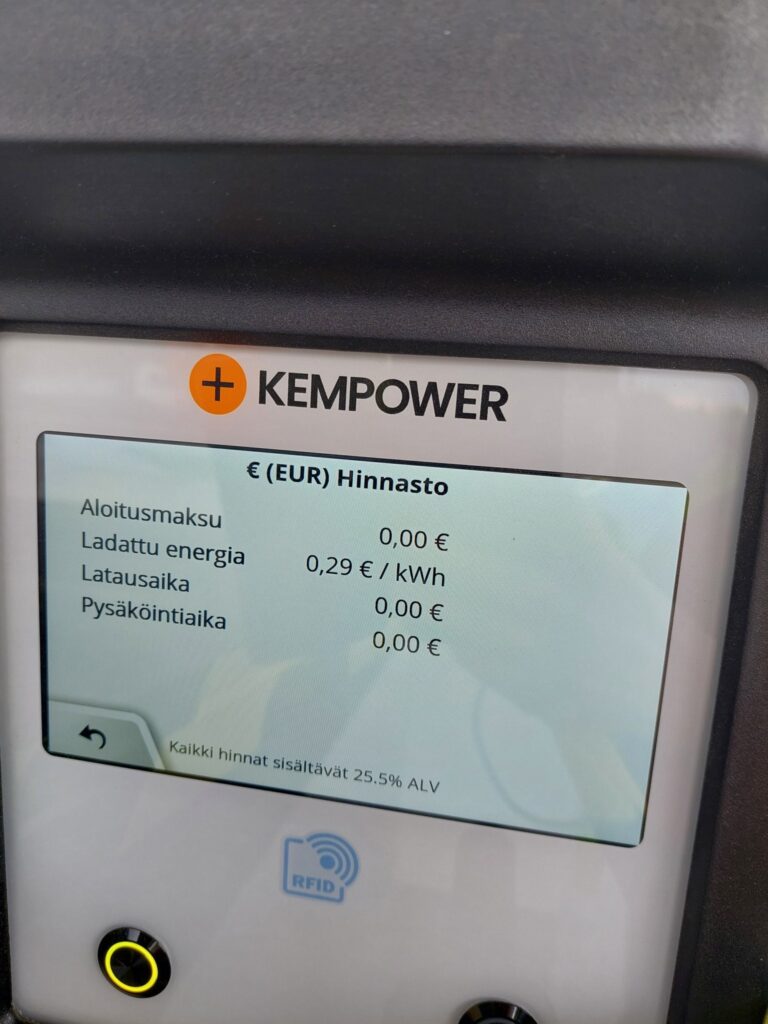 KEMPOWER
€ (EUR) Hinnasto
Aloitusmaksu 0,00 €
Ladattu energia 0,29 € / kWh
Latausaika 0,00 €
Pysäköintiaika 0,00 €
Kaikki hinnat sisältävät 25.5% ALV
RFID